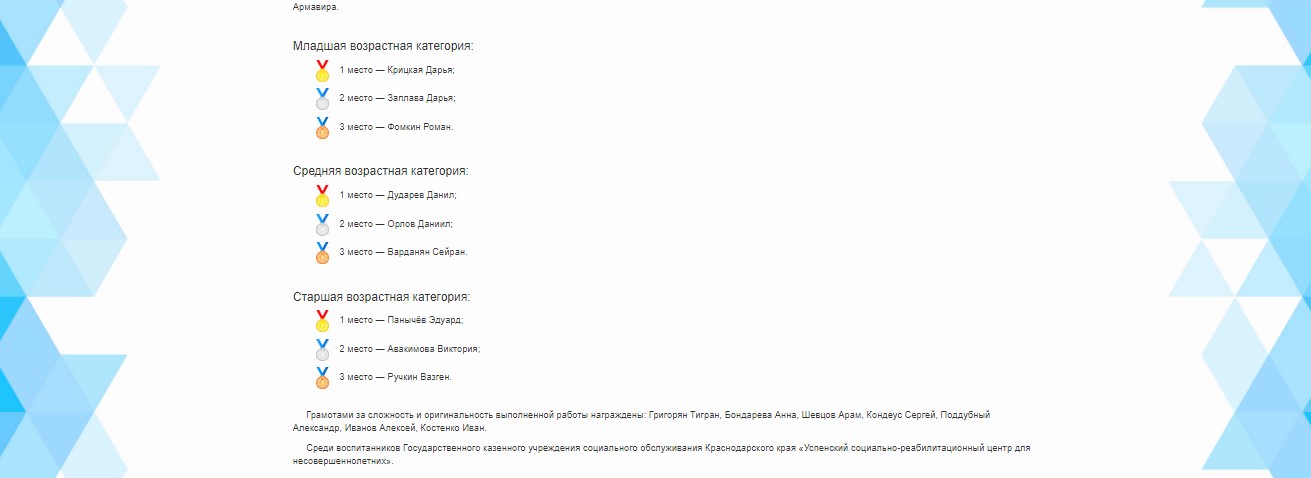 Армавира.
Младшая возрастная категория:
1 место — Крицкая Дарья;
2 место — Заплава Дарья;
3 место — Фомкин Роман.
Средняя возрастная категория:
1 место — Дударев Данил;
2 место — Орлов Даниил;
3 место — Варданян Сейран.
Старшая возрастная категория:
1 место — Панычёв Эдуард;
2 место — Авакимова Виктория;
3 место — Ручкин Вазген.
Грамотами за сложность и оригинальность выполненной работы награждены: Григорян Тигран, Бондарева Анна, Шевцов Арам, Кондеус Сергей, Поддубный
Александр, Иванов Алексей, Костенко Иван.
Среди воспитанников Государственного казенного учреждения социального обслуживания Краснодарского края «Успенский социально-реабилитационный центр для
несовершеннолетних».